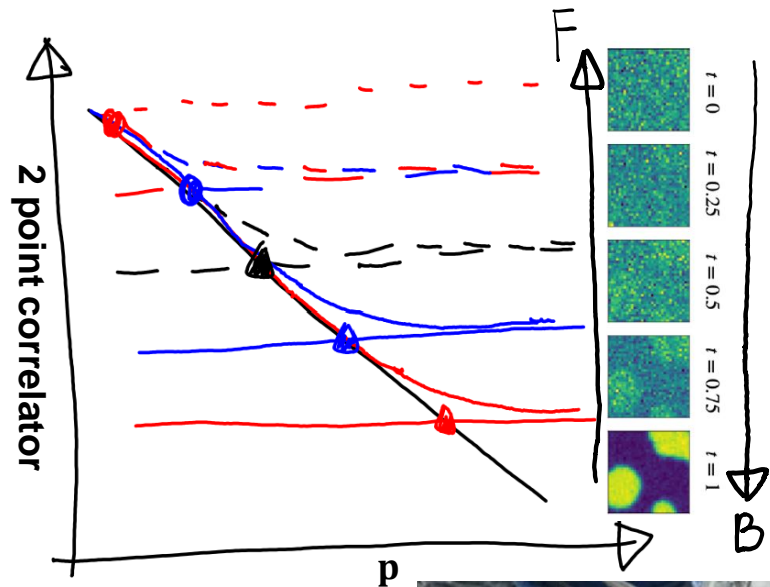 F
t = 0
t = 0.25
t = 0.5
t = 0.75
t = 1
B
2 point correlator
p